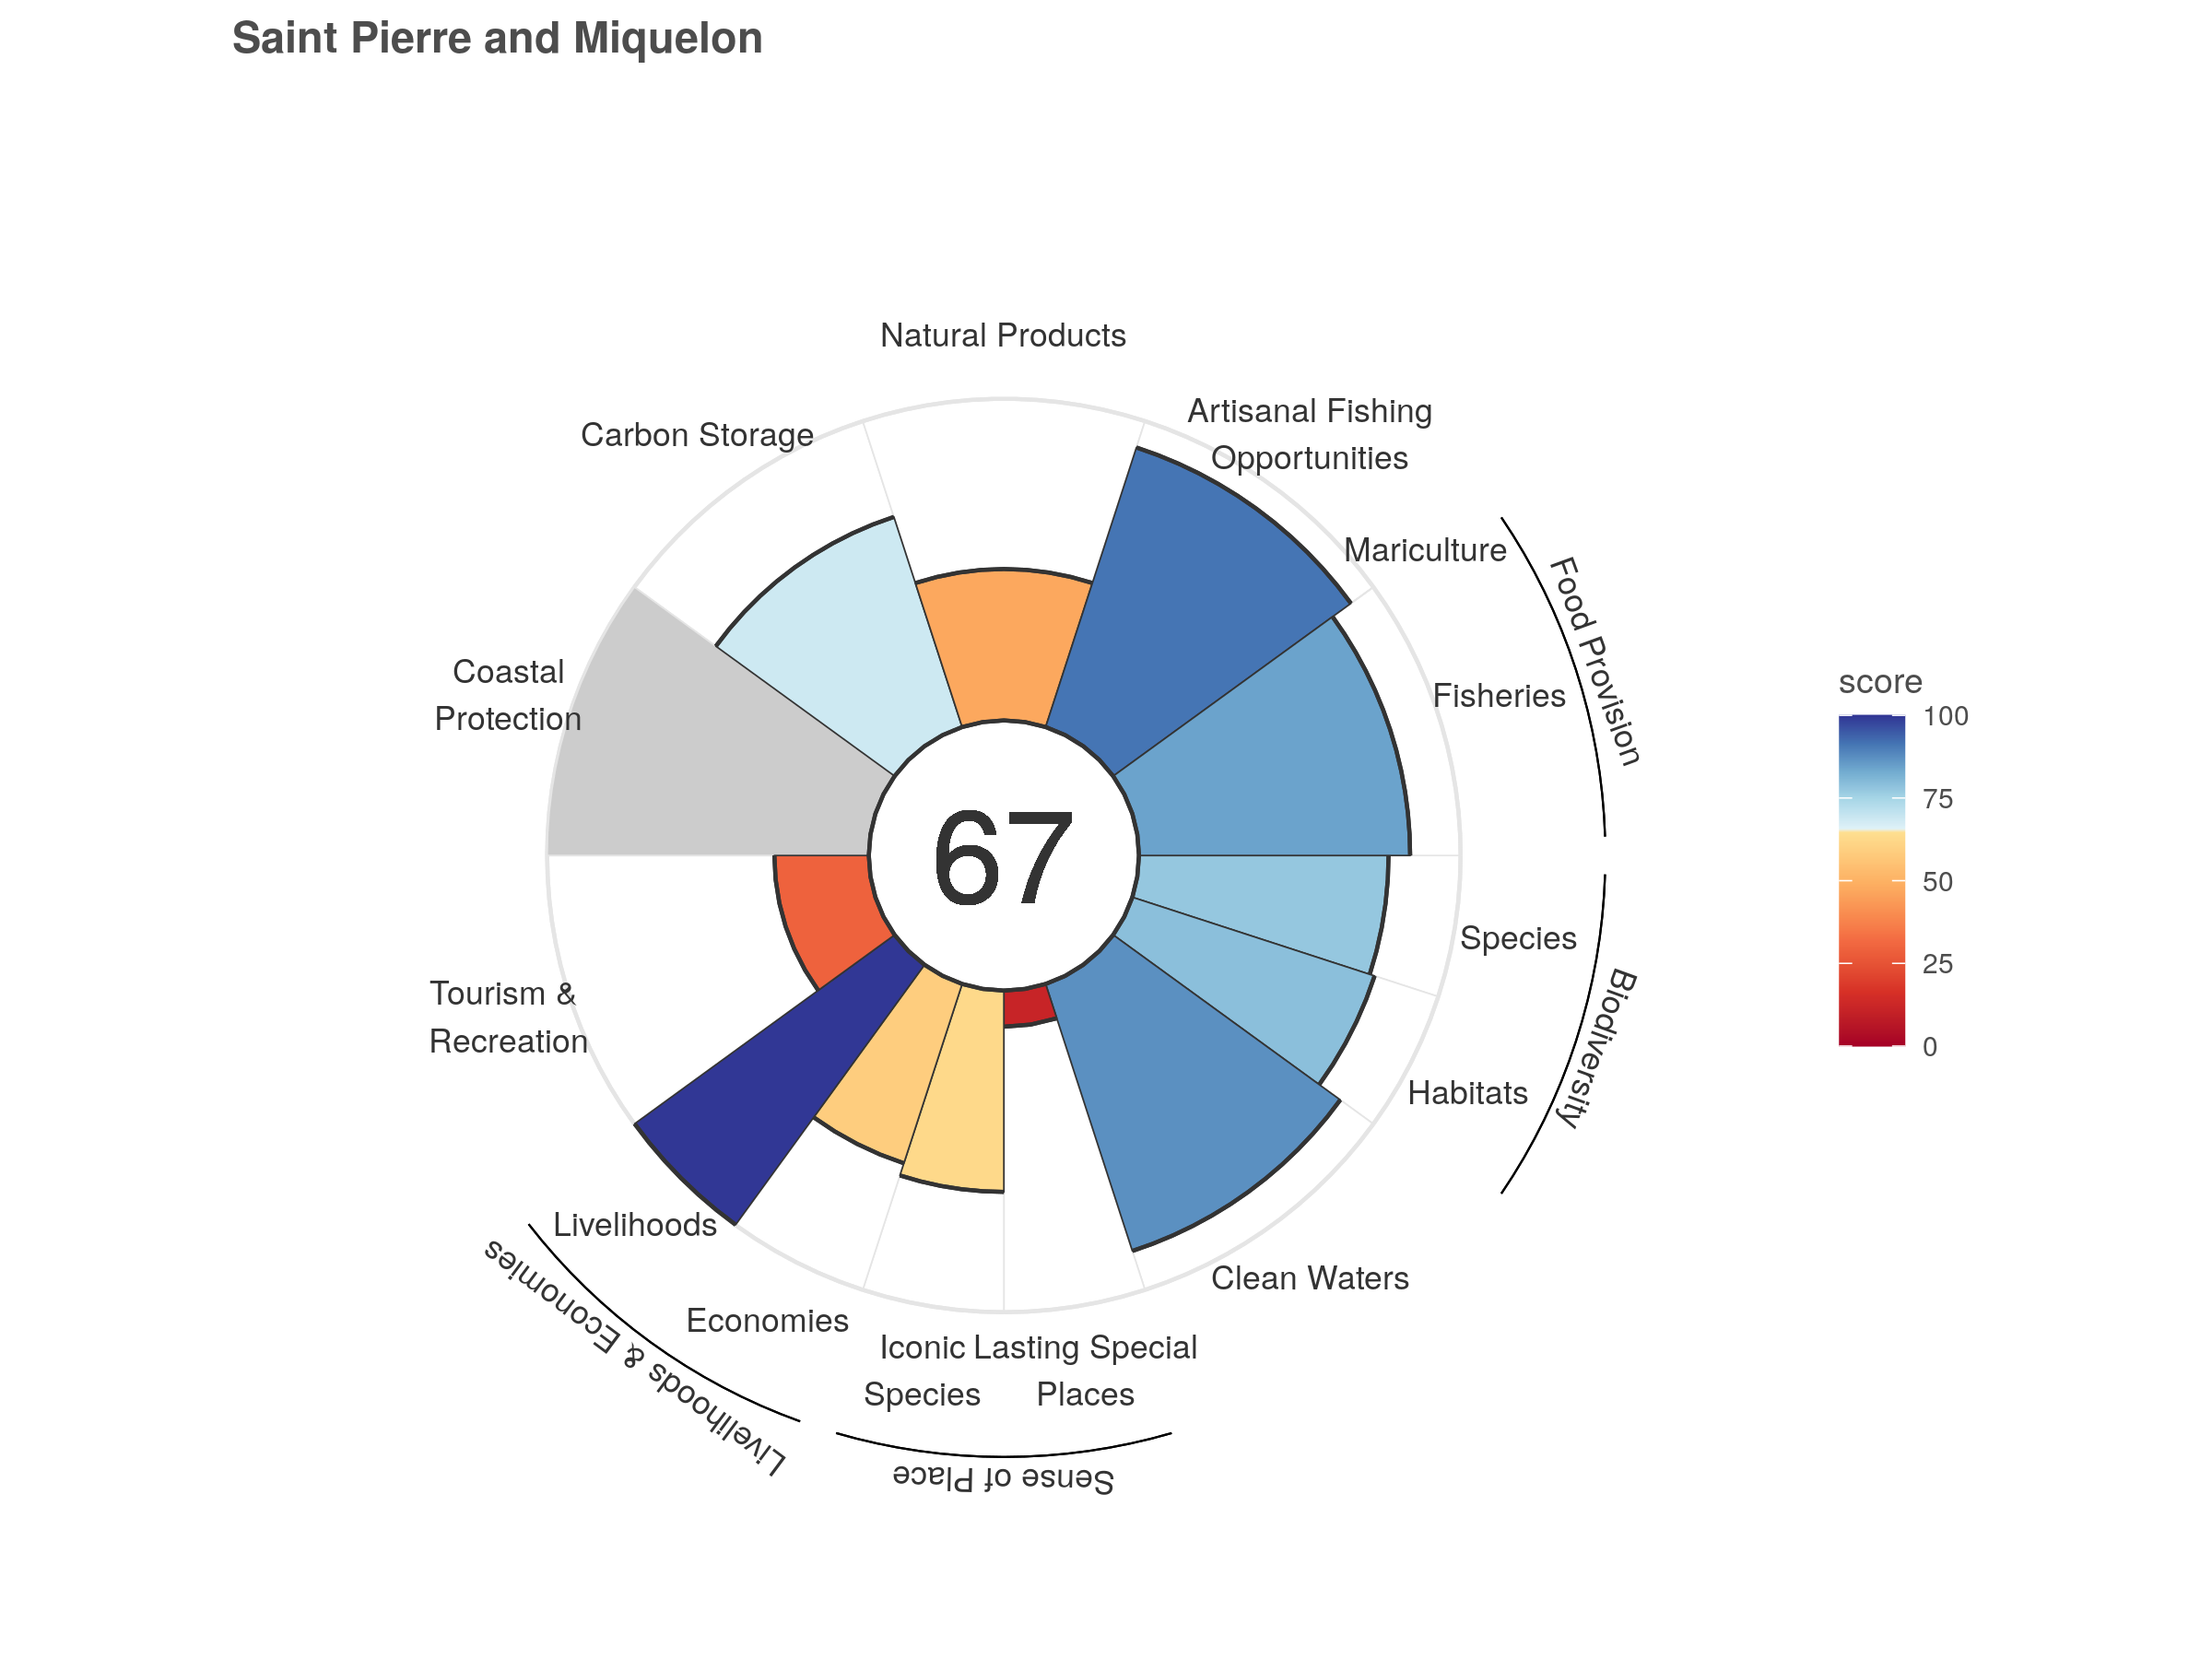 Saint Pierre and Miquelon
Natural Products
Artisanal Fishing
Opportunities
Carbon Storage
Mariculture
Food Provision
Fisheries
Coastal
Protection
67
score
100
75
50
25
0
Species
Biodiversity
Habitats
Tourism &
Recreation
Livelihoods
Clean Waters
Economies
Livelihoods & Economies
Iconic
Species
Lasting Special
Places
Sense of Place